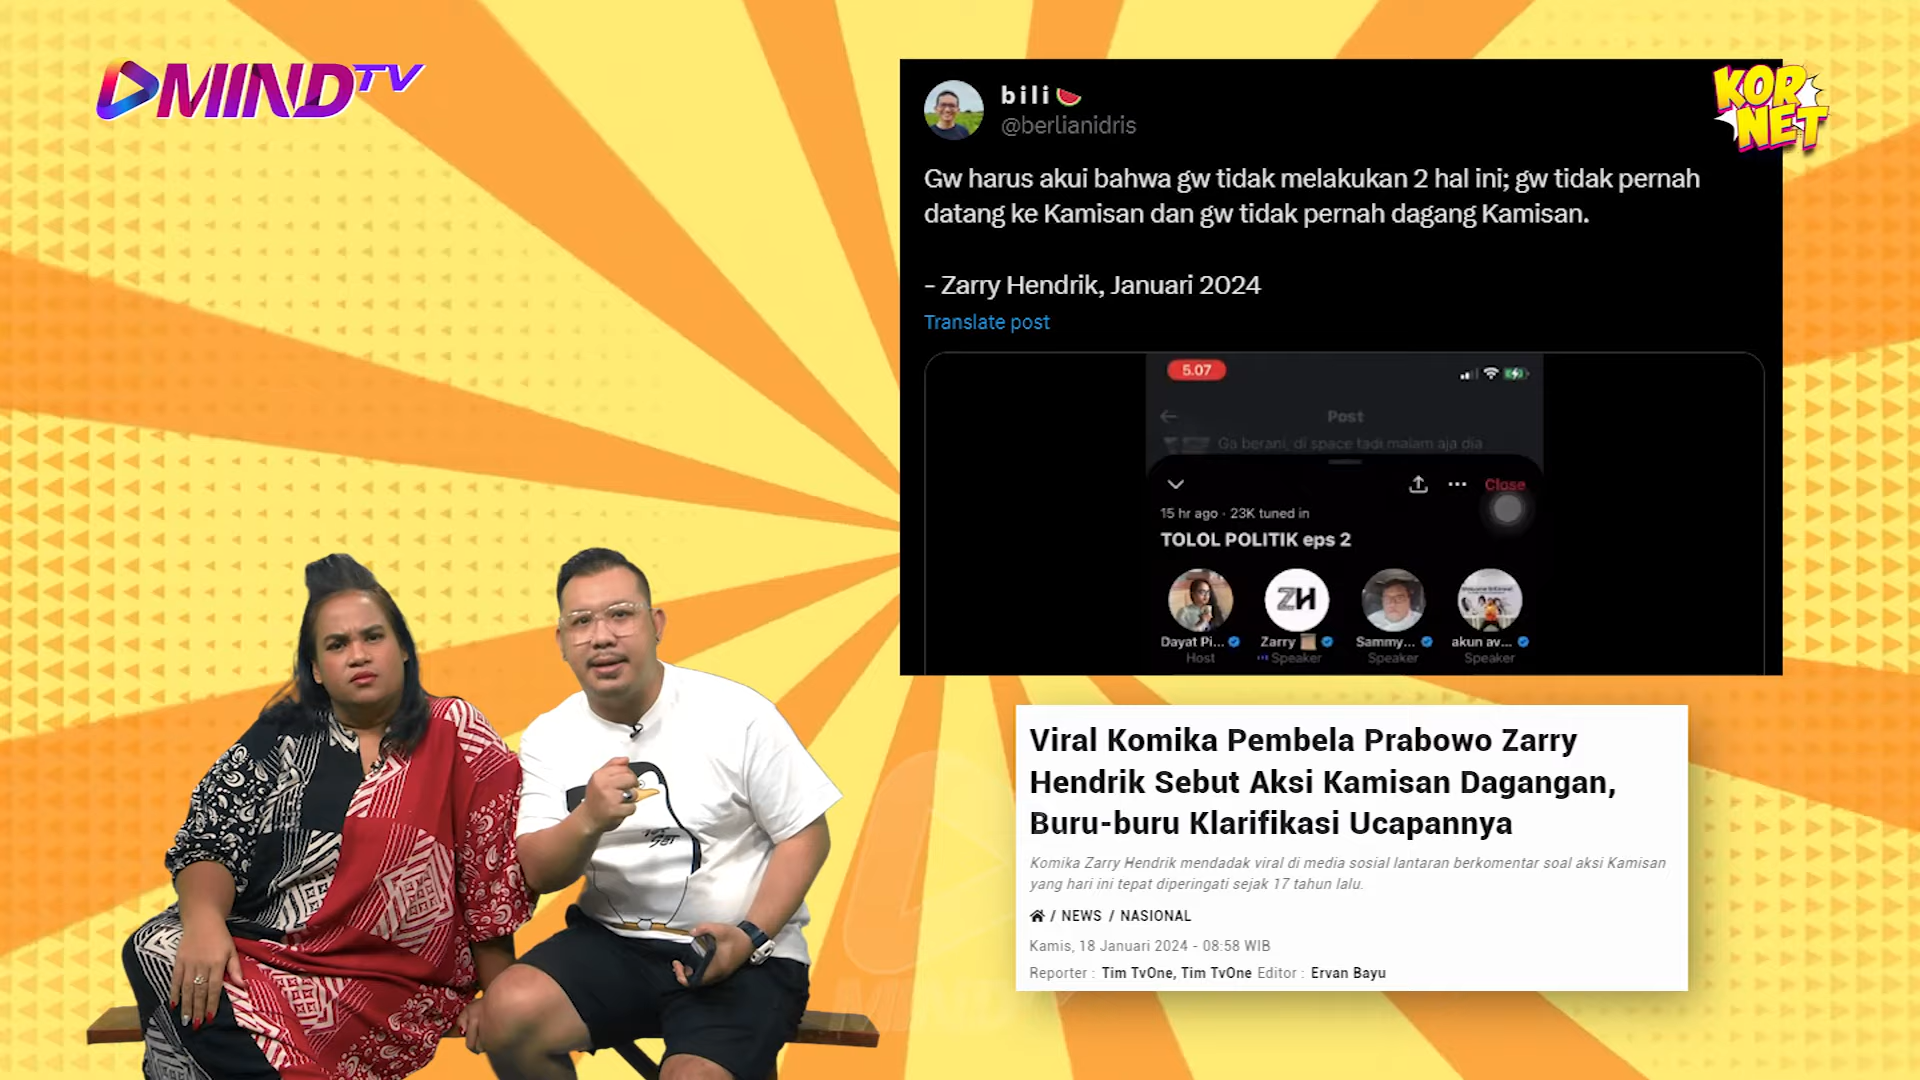 MIND TV
KOR
NET
bili🍉
@berlianidris
Gw harus akui bahwa gw tidak melakukan 2 hal ini; gw tidak pernah
datang ke Kamisan dan gw tidak pernah dagang Kamisan.
- Zarry Hendrik, Januari 2024
Translate post
5.07
Post
Ga berani, di space tadi malam aja dia
Close
15 hr ago · 23K tuned in
TOLOL POLITIK eps 2
ZH
Dayat Pi... Zarry Sammy... akun av...
Host Speaker Speaker Speaker
Viral Komika Pembela Prabowo Zarry
Hendrik Sebut Aksi Kamisan Dagangan,
Buru-buru Klarifikasi Ucapannya
Komika Zarry Hendrik mendadak viral di media sosial lantaran berkomentar soal aksi Kamisan
yang hari ini tepat diperingati sejak 17 tahun lalu.
/ NEWS / NASIONAL
Kamis, 18 Januari 2024 - 08:58 WIB
Reporter : Tim TvOne, Tim TvOne Editor : Ervan Bayu